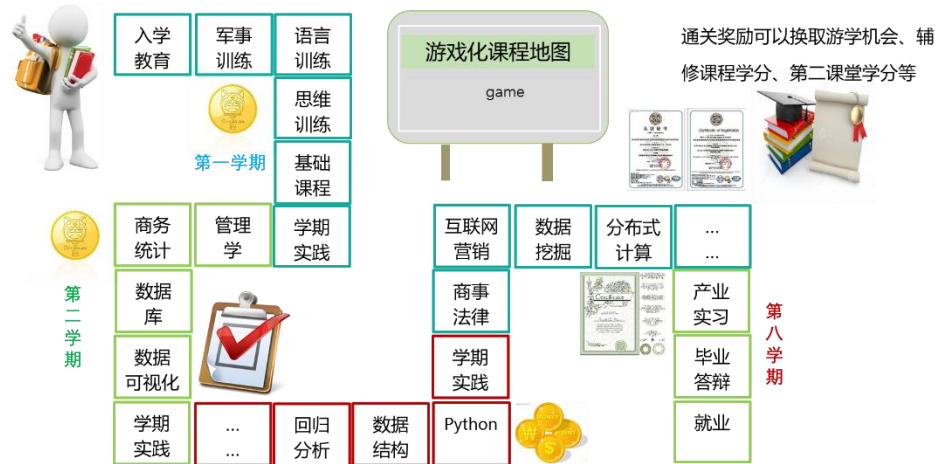 入学
教育
军事
训练
语言
训练
思维
训练
基础
课程
学期
实践
第一学期
游戏化课程地图
game
通关奖励可以换取游学机会、辅
修课程学分、第二课堂学分等
管理
学
商务
统计
数据
库
数据
可视化
学期
实践
第二学期
...
...
回归
分析
数据
结构
Python
学期
实践
商事
法律
互联网
营销
数据
挖掘
分布式
计算
...
...
产业
实习
毕业
答辩
就业
第八学期